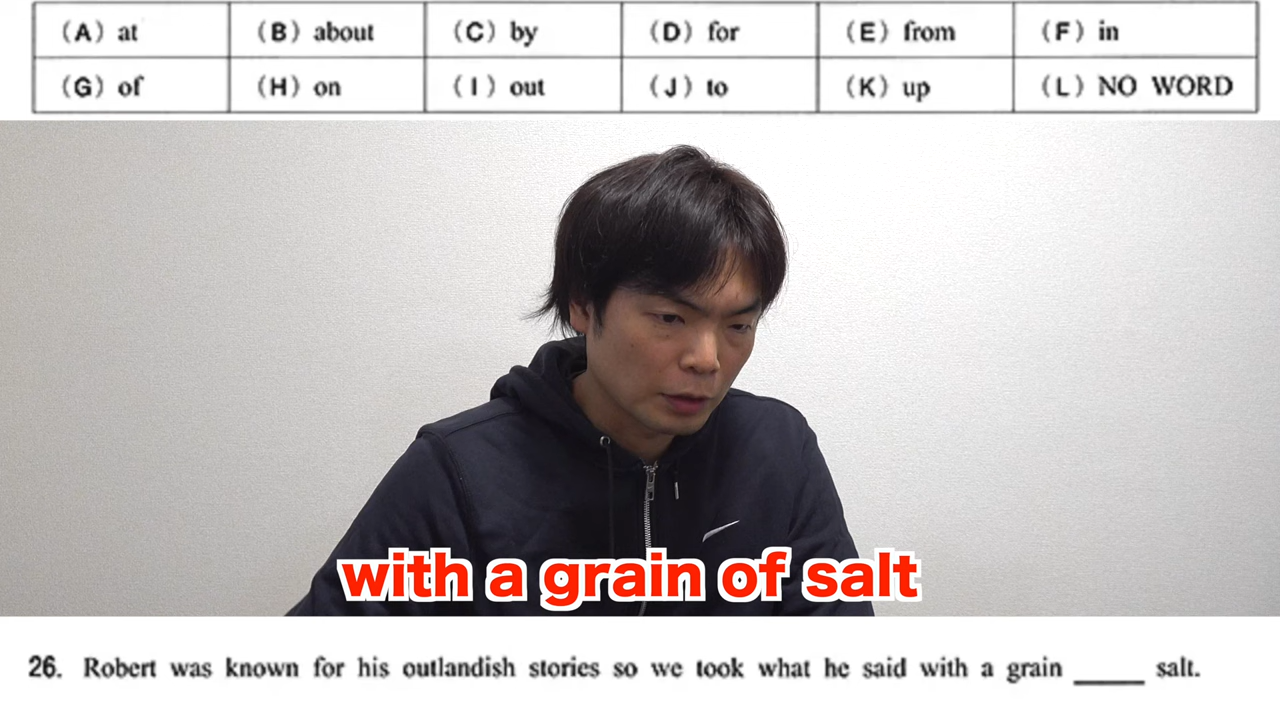 (A) at (B) about (C) by (D) for (E) from (F) in
(G) of (H) on (I) out (J) to (K) up (L) NO WORD
with a grain of salt
26. Robert was known for his outlandish stories so we took what he said with a grain _____ salt.